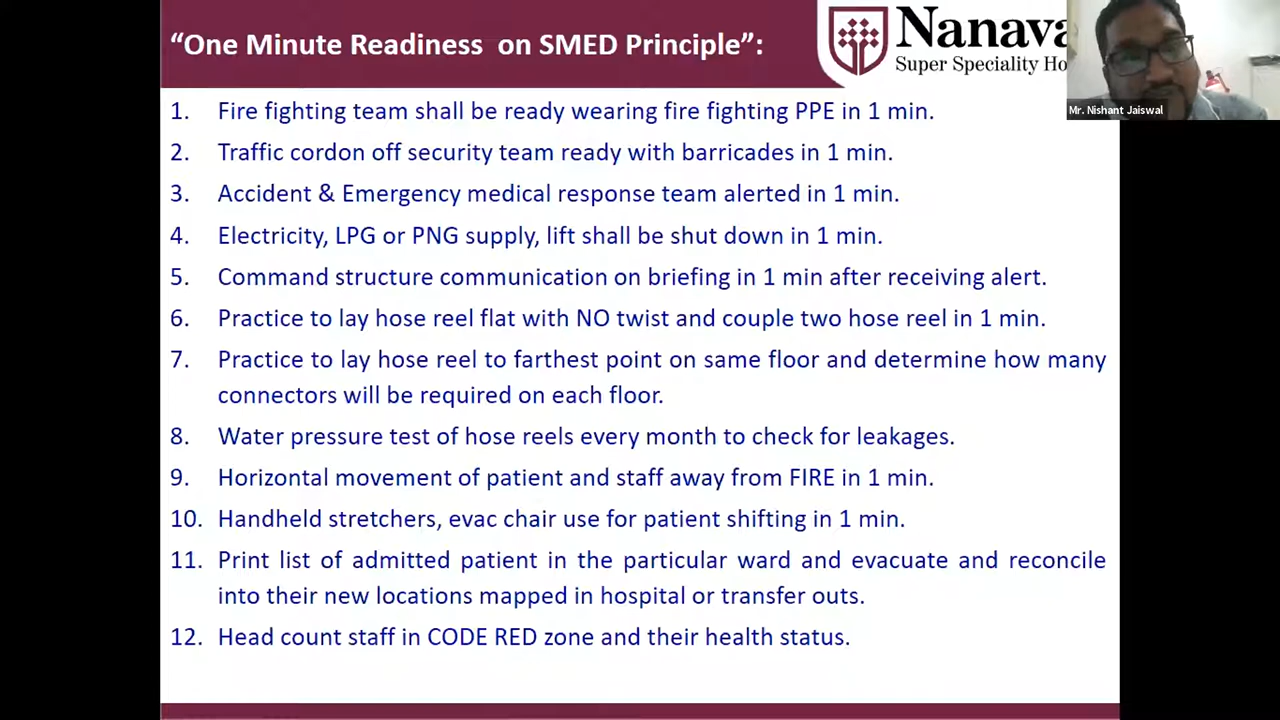 “One Minute Readiness on SMED Principle”:
Nanava
Super Speciality Ho
Mr. Nishant Jaiswal
1. Fire fighting team shall be ready wearing fire fighting PPE in 1 min.
2. Traffic cordon off security team ready with barricades in 1 min.
3. Accident & Emergency medical response team alerted in 1 min.
4. Electricity, LPG or PNG supply, lift shall be shut down in 1 min.
5. Command structure communication on briefing in 1 min after receiving alert.
6. Practice to lay hose reel flat with NO twist and couple two hose reel in 1 min.
7. Practice to lay hose reel to farthest point on same floor and determine how many
connectors will be required on each floor.
8. Water pressure test of hose reels every month to check for leakages.
9. Horizontal movement of patient and staff away from FIRE in 1 min.
10. Handheld stretchers, evac chair use for patient shifting in 1 min.
11. Print list of admitted patient in the particular ward and evacuate and reconcile
into their new locations mapped in hospital or transfer outs.
12. Head count staff in CODE RED zone and their health status.